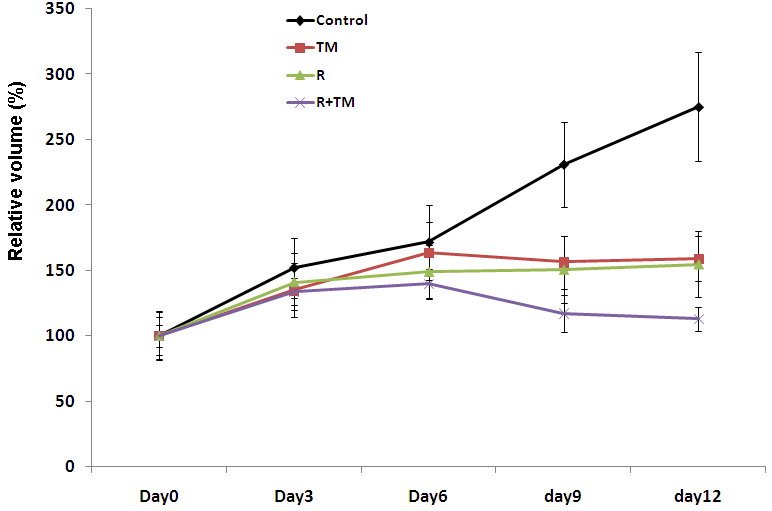 350
300
250
200
150
100
50
0
Relative volume (%)
Control
TM
R
R+TM
Day0 Day3 Day6 day9 day12